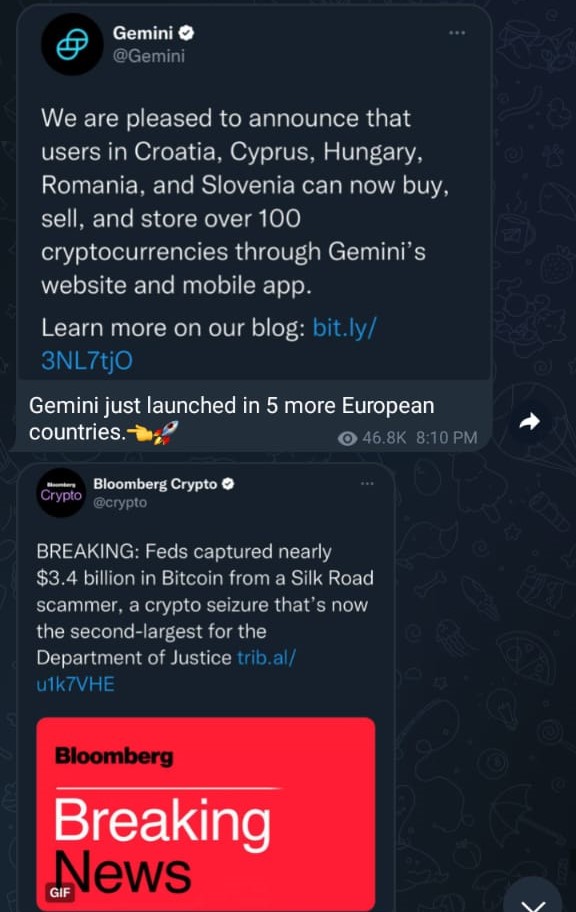 Gemini
@Gemini
We are pleased to announce that
users in Croatia, Cyprus, Hungary,
Romania, and Slovenia can now buy,
sell, and store over 100
cryptocurrencies through Gemini’s
website and mobile app.
Learn more on our blog: bit.ly/
3NL7tjO
Gemini just launched in 5 more European
countries.👈🚀
46.8K 8:10 PM
Bloomberg
Crypto
Bloomberg Crypto
@crypto
BREAKING: Feds captured nearly
$3.4 billion in Bitcoin from a Silk Road
scammer, a crypto seizure that’s now
the second-largest for the
Department of Justice trib.al/
u1k7VHE
Bloomberg
Breaking
News
GIF